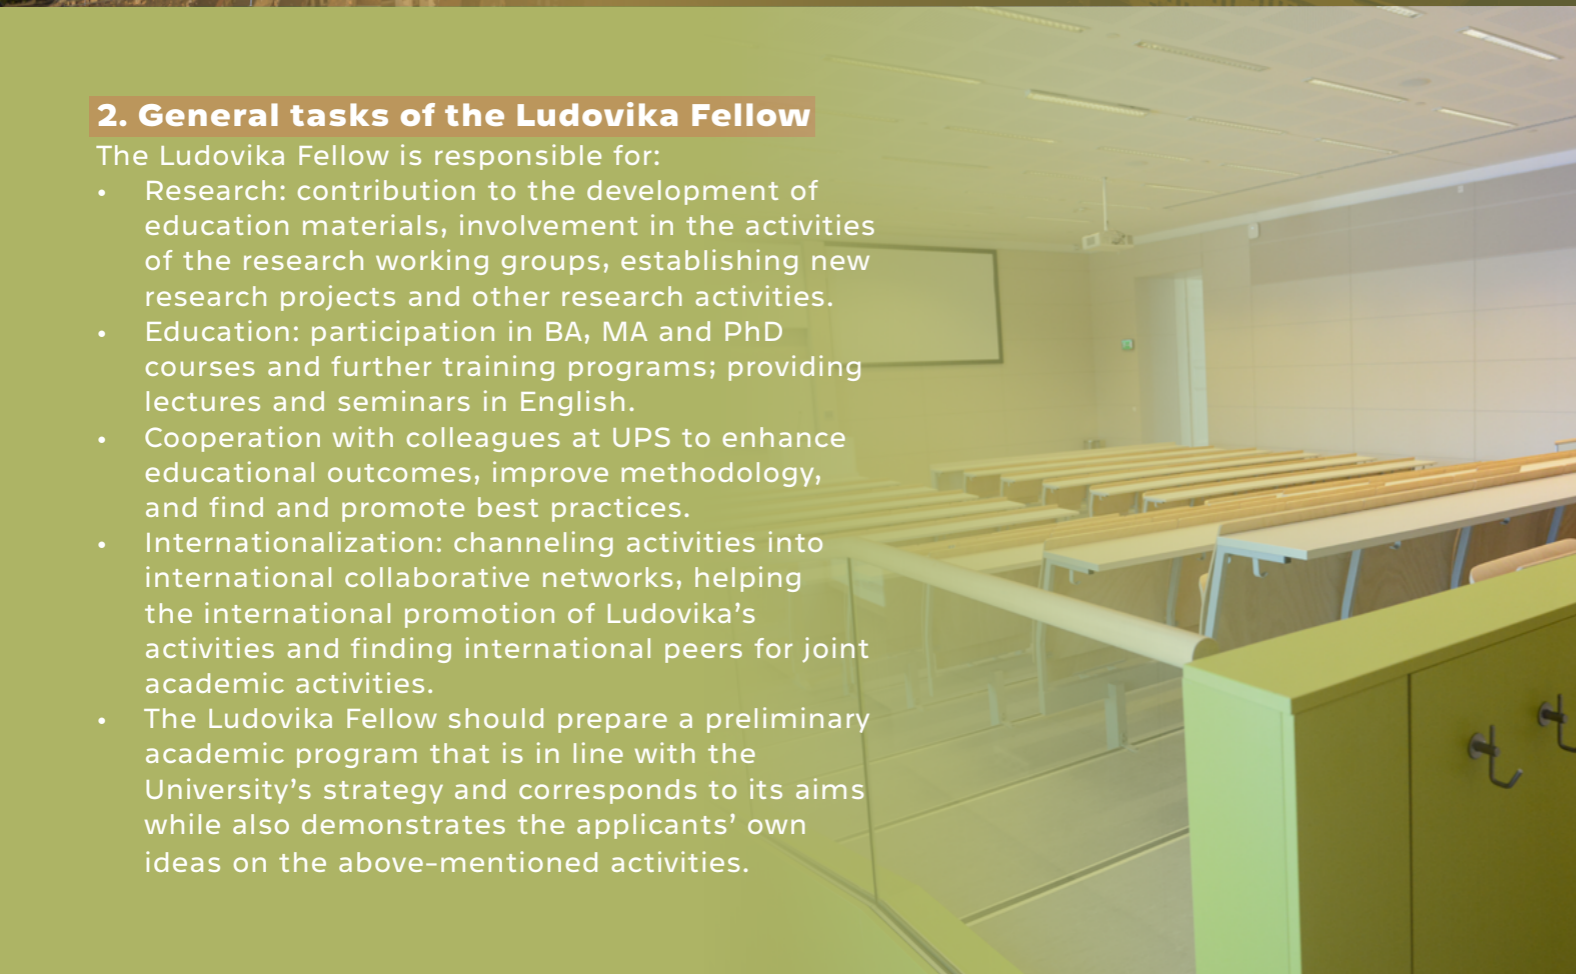 2. General tasks of the Ludovika Fellow
The Ludovika Fellow is responsible for:
• Research: contribution to the development of
education materials, involvement in the activities
of the research working groups, establishing new
research projects and other research activities.
• Education: participation in BA, MA and PhD
courses and further training programs; providing
lectures and seminars in English.
• Cooperation with colleagues at UPS to enhance
educational outcomes, improve methodology,
and find and promote best practices.
• Internationalization: channeling activities into
international collaborative networks, helping
the international promotion of Ludovika’s
activities and finding international peers for joint
academic activities.
• The Ludovika Fellow should prepare a preliminary
academic program that is in line with the
University’s strategy and corresponds to its aims
while also demonstrates the applicants’ own
ideas on the above-mentioned activities.